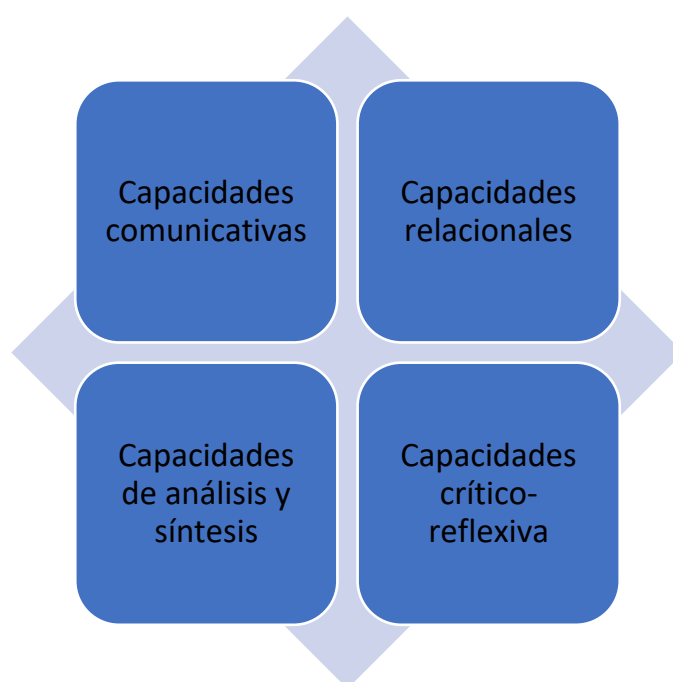 Capacidades
comunicativas
Capacidades
relacionales
Capacidades
de análisis y
síntesis
Capacidades
crítico-
reflexiva